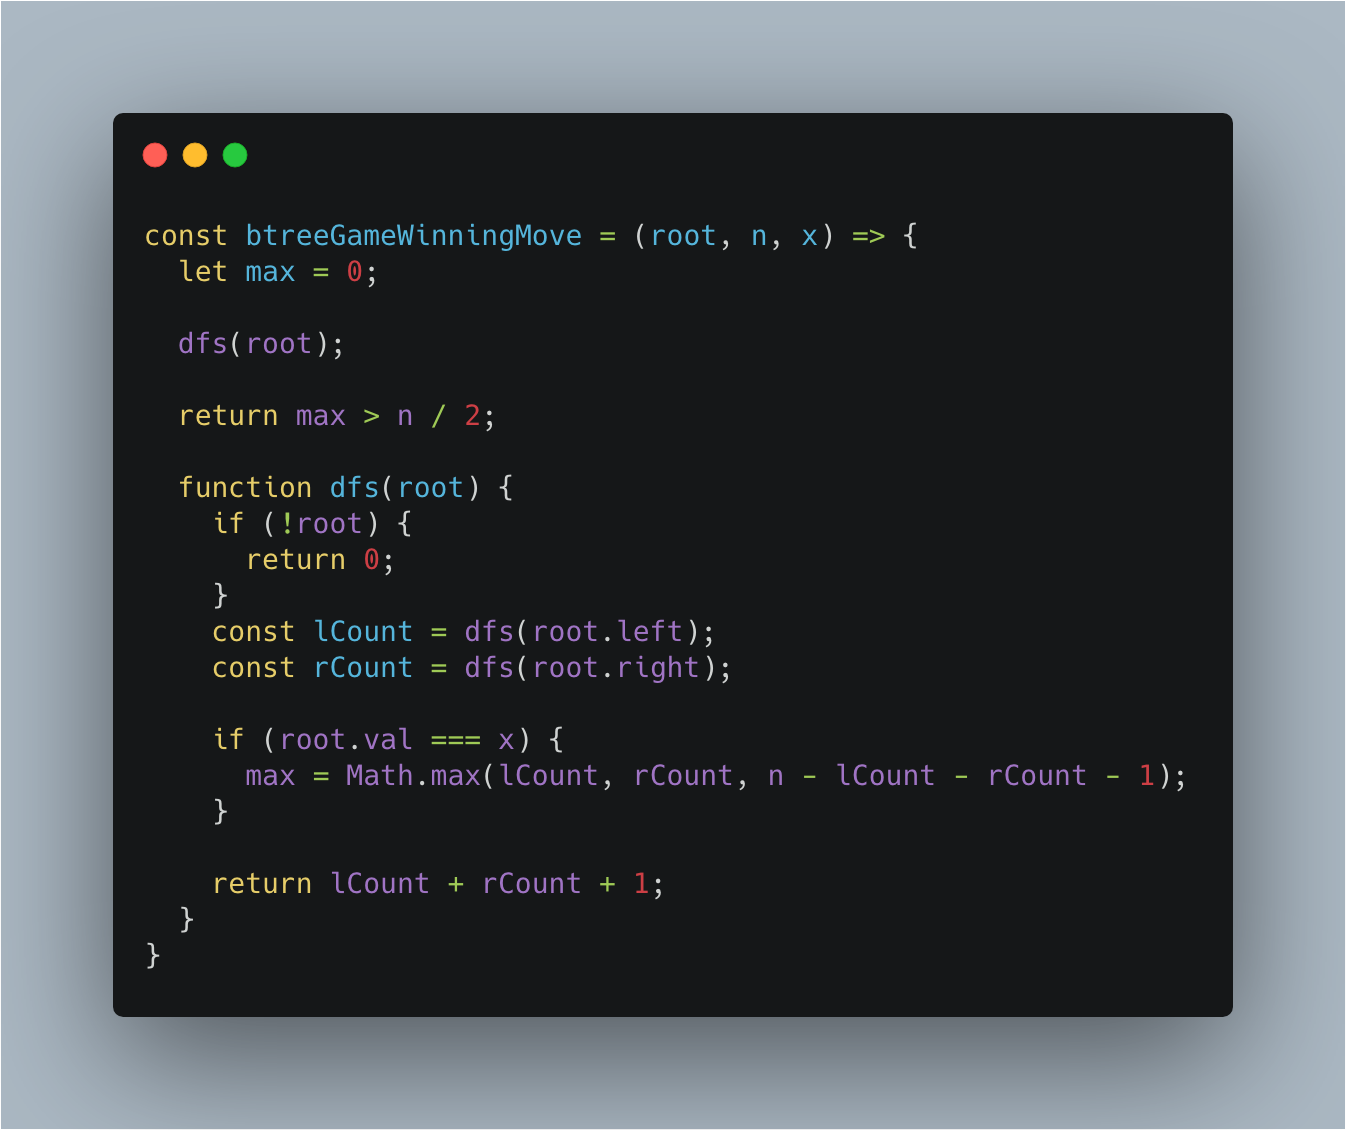 const btreeGameWinningMove = (root, n, x) => {
  let max = 0;

  dfs(root);

  return max > n / 2;

  function dfs(root) {
    if (!root) {
      return 0;
    }
    const lCount = dfs(root.left);
    const rCount = dfs(root.right);

    if (root.val === x) {
      max = Math.max(lCount, rCount, n - lCount - rCount - 1);
    }

    return lCount + rCount + 1;
  }
}